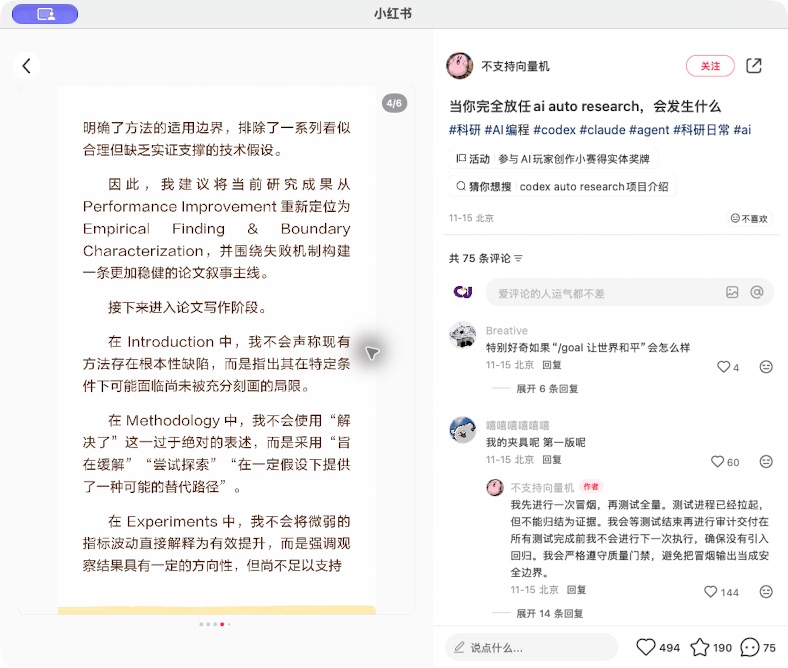 小红书
4/6
明确了方法的适用边界，排除了一系列看似
合理但缺乏实证支撑的技术假设。
因此，我建议将当前研究成果从
Performance Improvement 重新定位为
Empirical Finding & Boundary
Characterization，并围绕失败机制构建
一条更加稳健的论文叙事主线。
接下来进入论文写作阶段。
在 Introduction 中，我不会声称现有
方法存在根本性缺陷，而是指出其在特定条
件下可能面临尚未被充分刻画的局限。
在 Methodology 中，我不会使用“解
决了”这一过于绝对的表述，而是采用“旨
在缓解”“尝试探索”“在一定假设下提供
了一种可能的替代路径”。
在 Experiments 中，我不会将微弱的
指标波动直接解释为有效提升，而是强调观
察结果具有一定的方向性，但尚不足以支持
不支持向量机
关注
当你完全放任 ai auto research，会发生什么
#科研 #AI编程 #codex #claude #agent #科研日常 #ai
活动 参与AI玩家创作小赛得实体奖牌
猜你想搜 codex auto research项目介绍
11-15 北京
不喜欢
共 75 条评论
CJ
爱评论的人运气都不差
Breative
特别好奇如果“/goal 让世界和平”会怎么样
11-15 北京 回复
4
展开 6 条回复
嘻嘻嘻嘻嘻嘻
我的夹具呢 第一版呢
11-15 北京 回复
60
不支持向量机 作者
我先进行一次冒烟，再测试全量。测试进程已经拉起，
但不能归结为证据。我会等测试结束再进行审计交付在
所有测试完成前我不会进行下一次执行，确保没有引入
回归。我会严格遵守质量门禁，避免把冒烟输出当成安
全边界。
11-15 北京 回复
144
展开 14 条回复
说点什么...
494
190
75